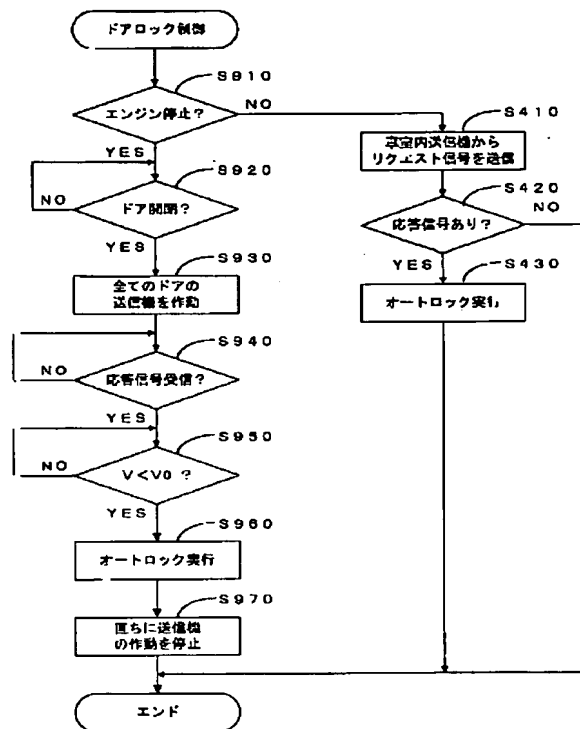 ドアロック制御
S910
エンジン停止?
NO
YES
S920
ドア開閉?
NO
YES
S930
全てのドアの
送信機を作動
S940
応答信号受信?
NO
YES
S950
V<V0 ?
NO
YES
S960
オートロック実行
S970
直ちに送信機
の作動を停止
エンド
S410
車室内送信機から
リクエスト信号を送信
S420
応答信号あり?
NO
YES
S430
オートロック実行